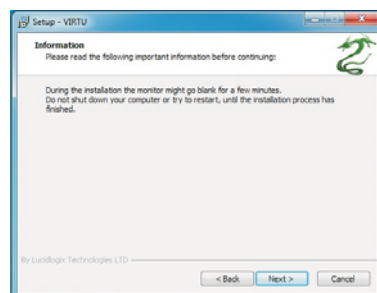 Setup - VIRTU
Information
Please read the following important information before continuing:
During the installation the monitor might go blank for a few minutes.
Do not shut down your computer or try to restart, until the installation process has
finished.
By Lucidlogix Technologies LTD
< Back
Next >
Cancel